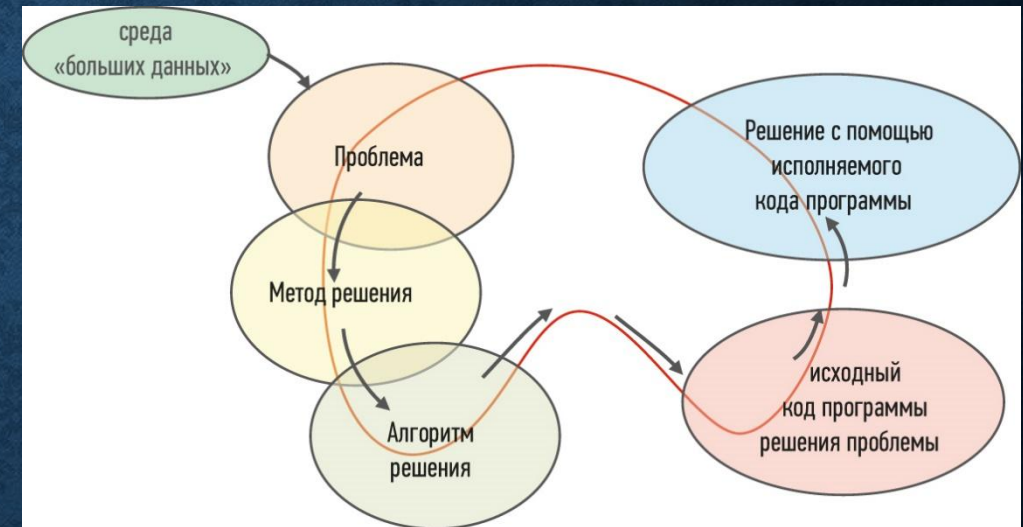 среда
«больших данных»
Проблема
Метод решения
Алгоритм
решения
исходный
код программы
решения проблемы
Решение с помощью
исполняемого
кода программы